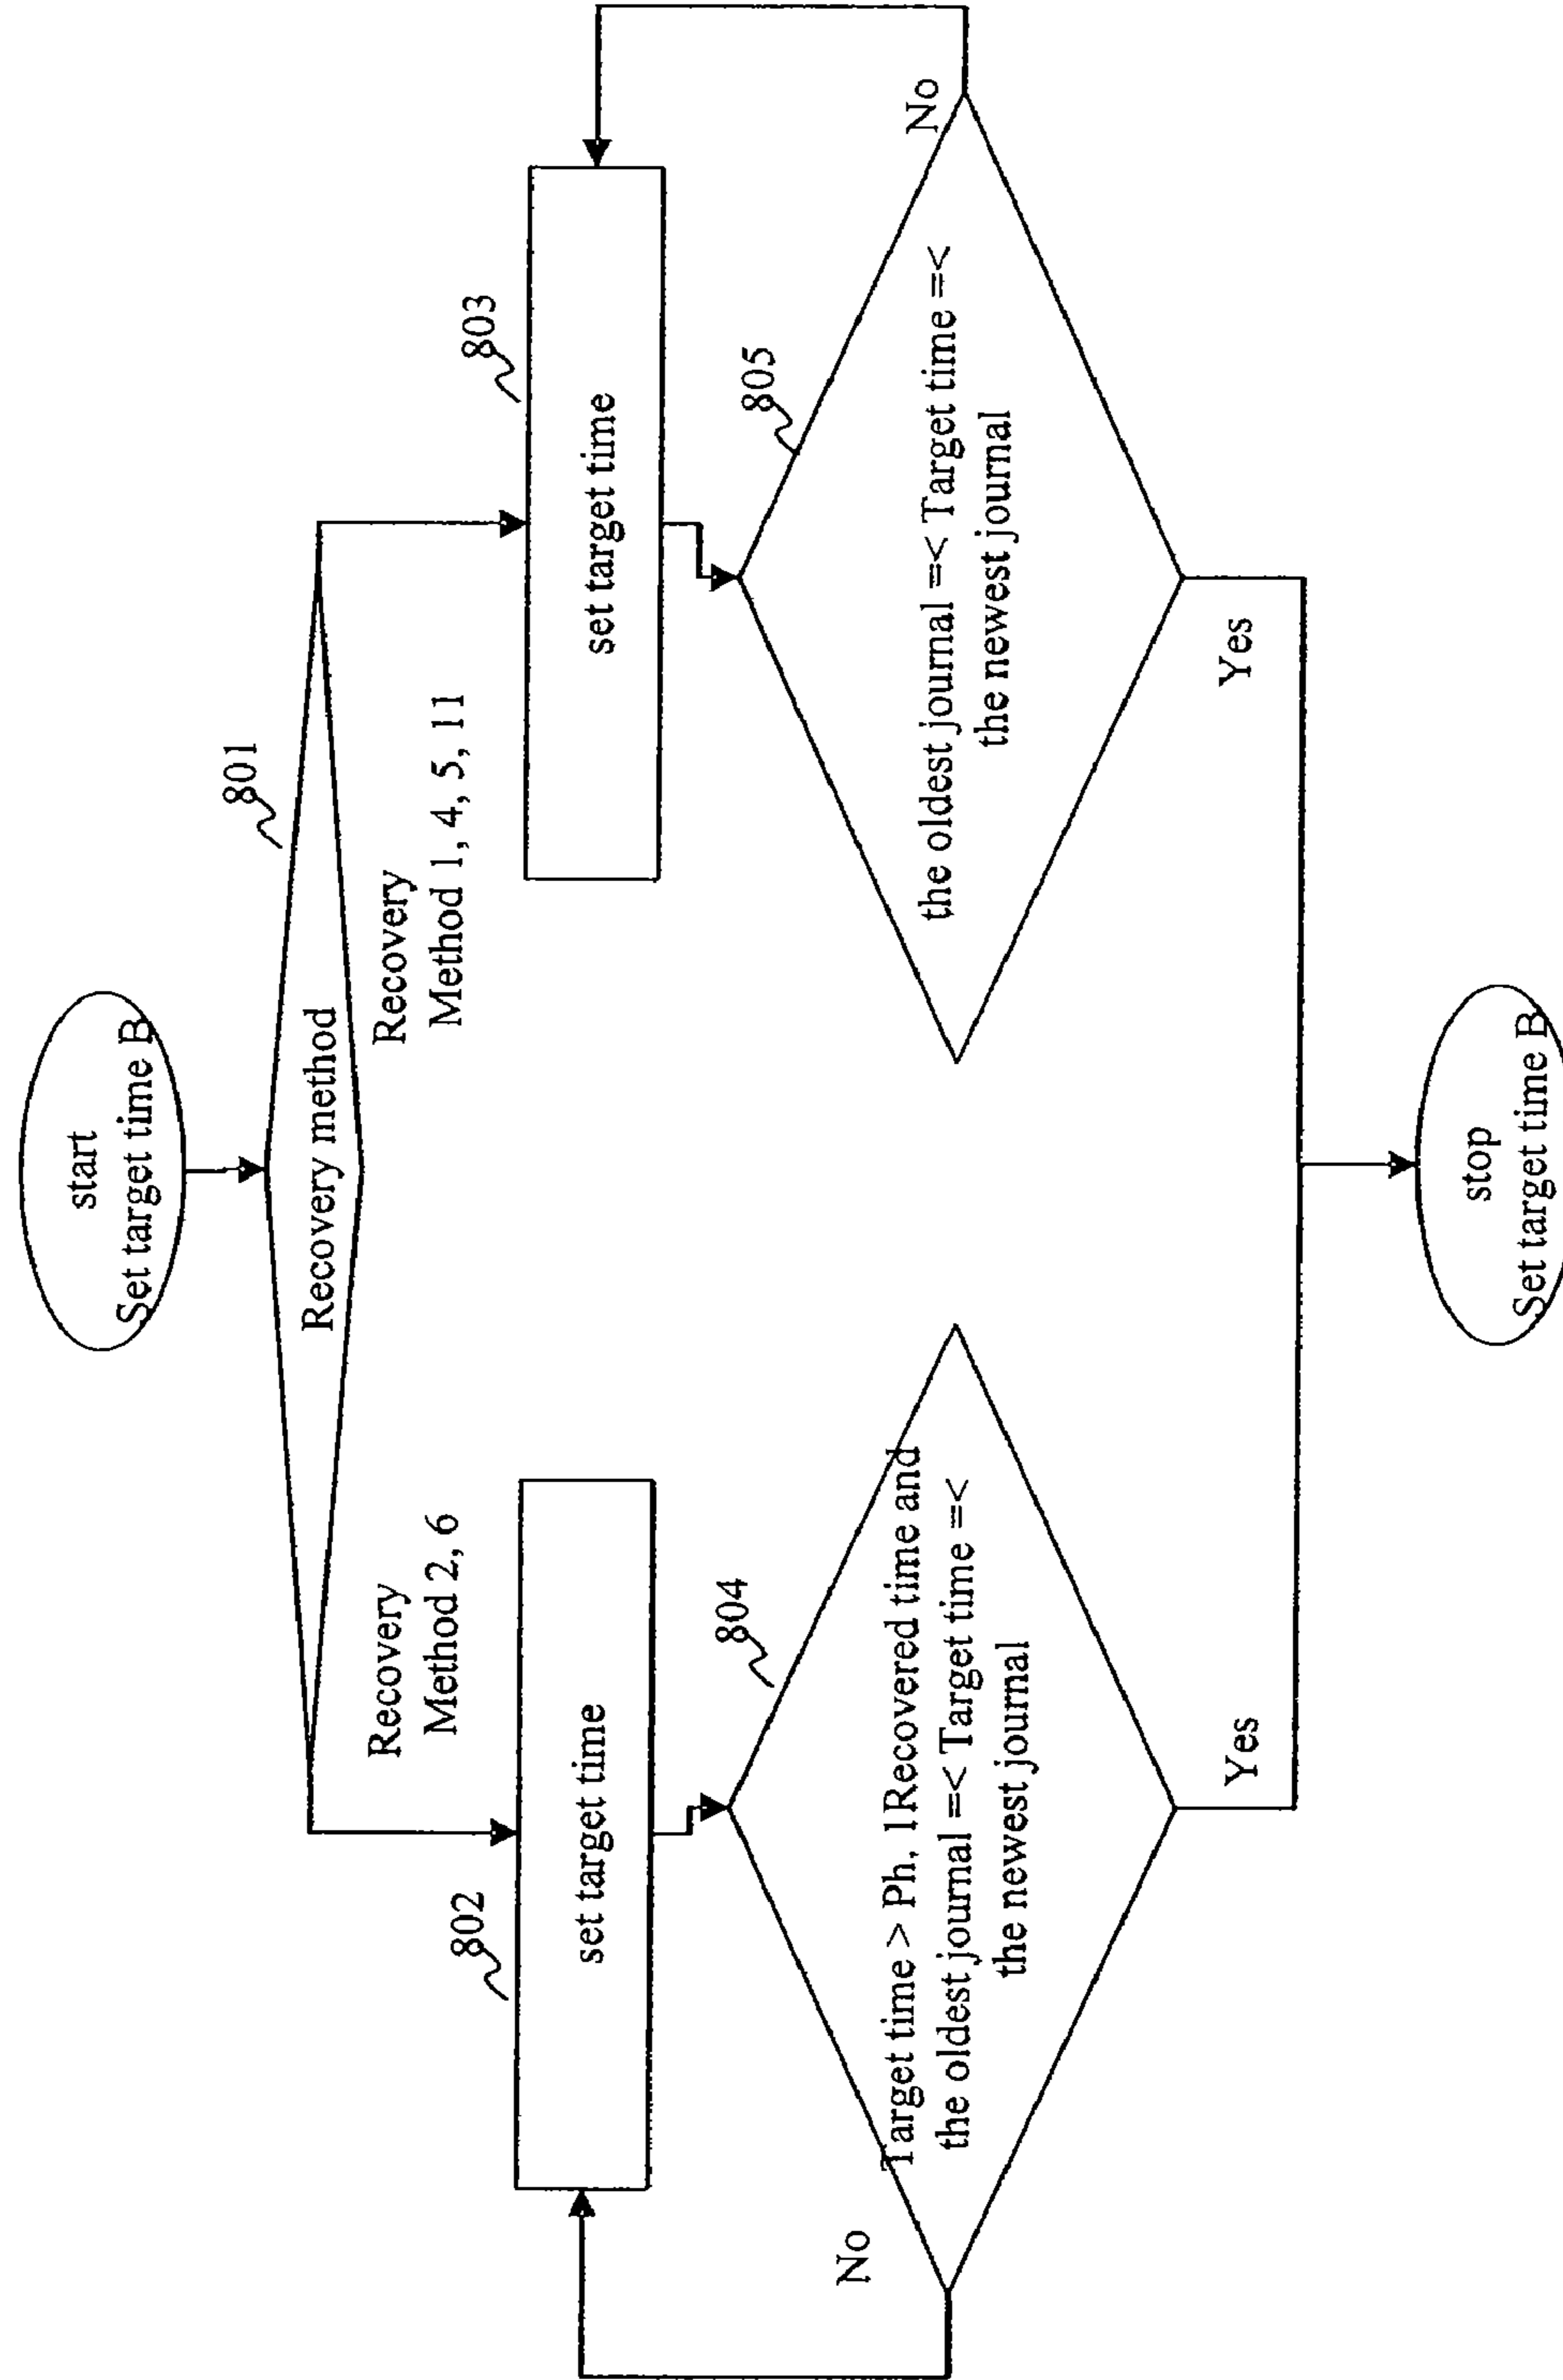 start
Set target time B
801
Recovery method
Recovery
Method 2, 6
Recovery
Method 1, 4, 5, 11
802
set target time
803
set target time
804
Target time > Ph. 1Recovered time and
the oldest journal =< Target time =<
the newest journal
No
Yes
805
the oldest journal =< Target time =<
the newest journal
No
Yes
stop
Set target time B